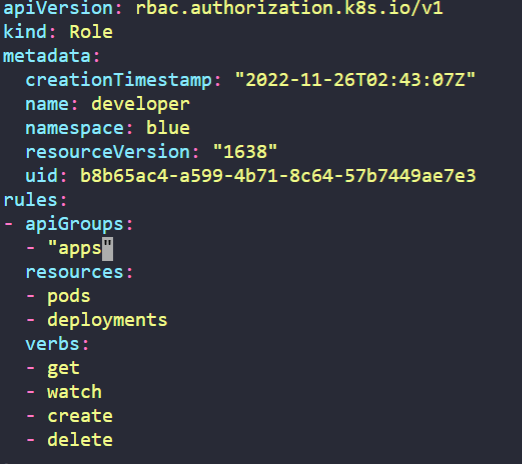 apiVersion: rbac.authorization.k8s.io/v1
kind: Role
metadata:
  creationTimestamp: "2022-11-26T02:43:07Z"
  name: developer
  namespace: blue
  resourceVersion: "1638"
  uid: b8b65ac4-a599-4b71-8c64-57b7449ae7e3
rules:
- apiGroups:
  - "apps"
  resources:
  - pods
  - deployments
  verbs:
  - get
  - watch
  - create
  - delete